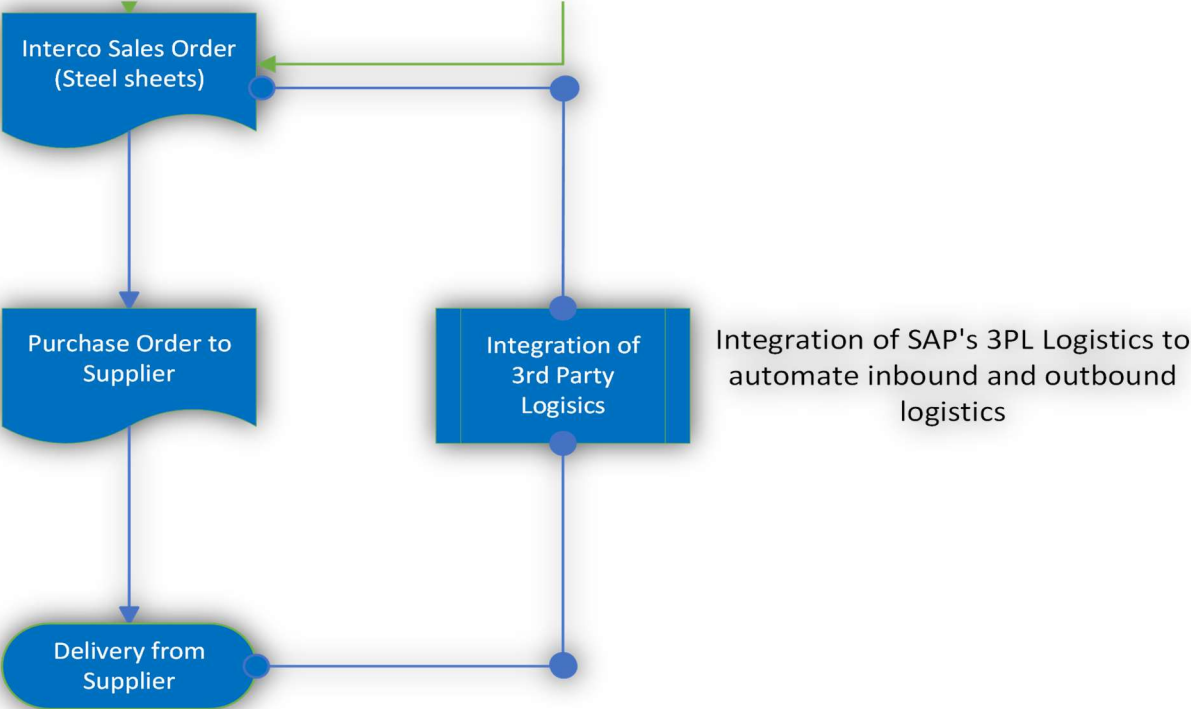 Interco Sales Order
(Steel sheets)
Purchase Order to
Supplier
Integration of
3rd Party
Logisics
Integration of SAP's 3PL Logistics to
automate inbound and outbound
logistics
Delivery from
Supplier